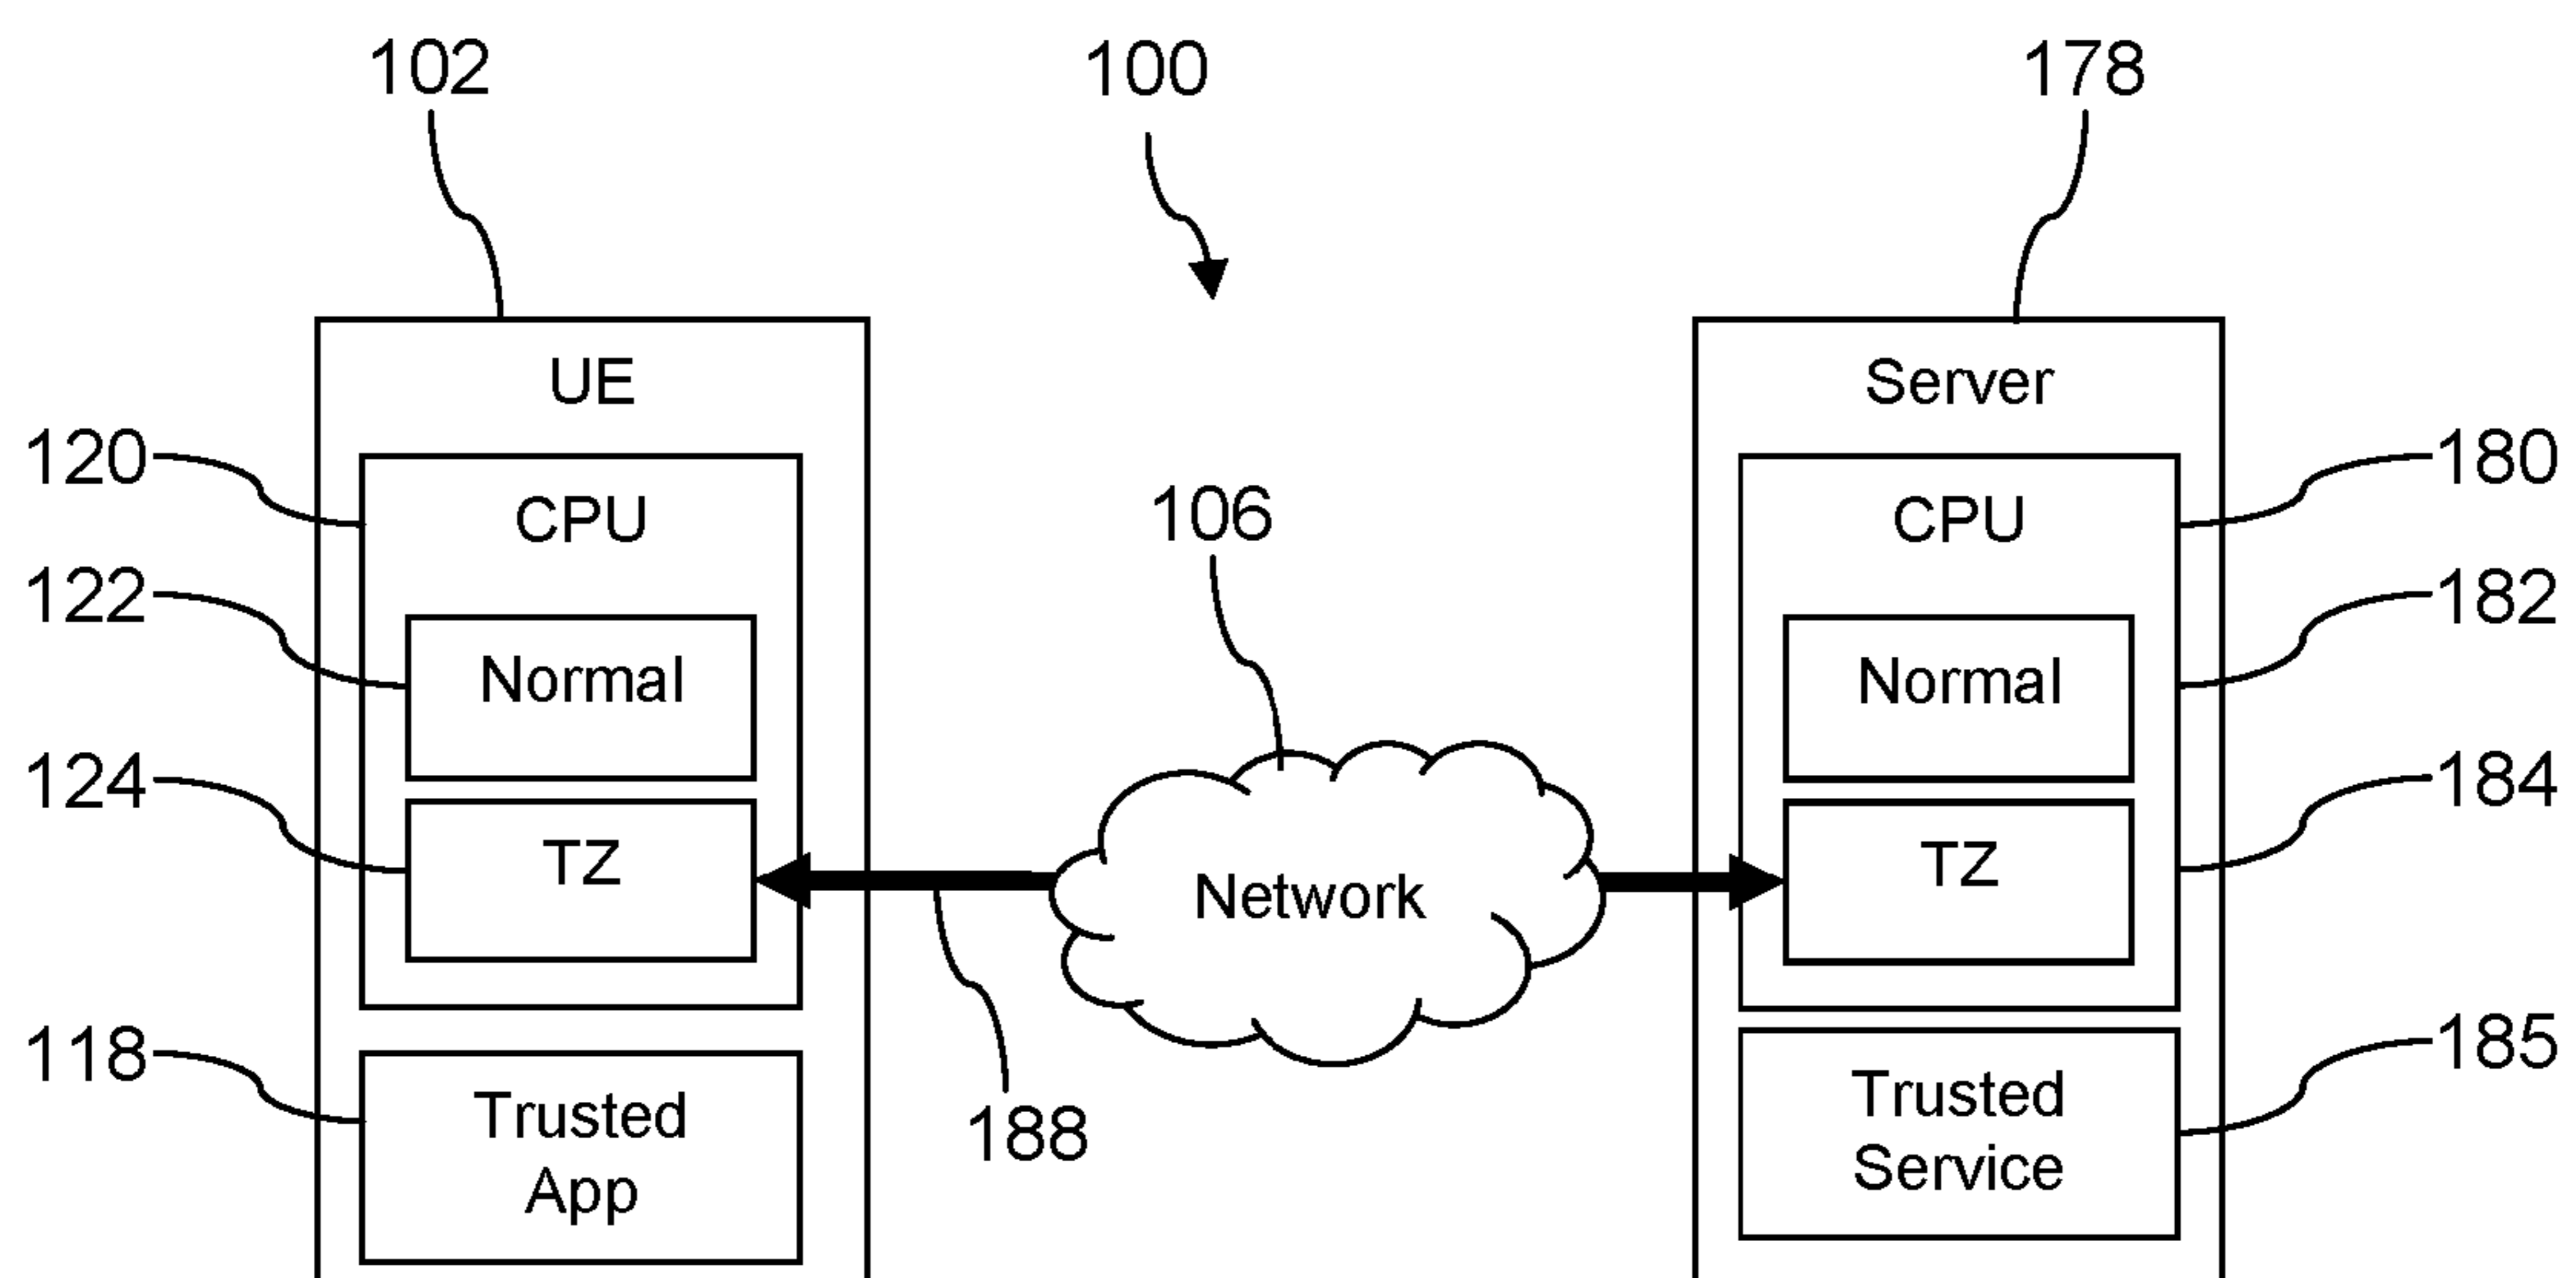 102
100
178
UE
Server
120
CPU
106
CPU
180
122
Normal
Normal
182
124
TZ
Network
TZ
184
118
Trusted
App
188
Trusted
Service
185